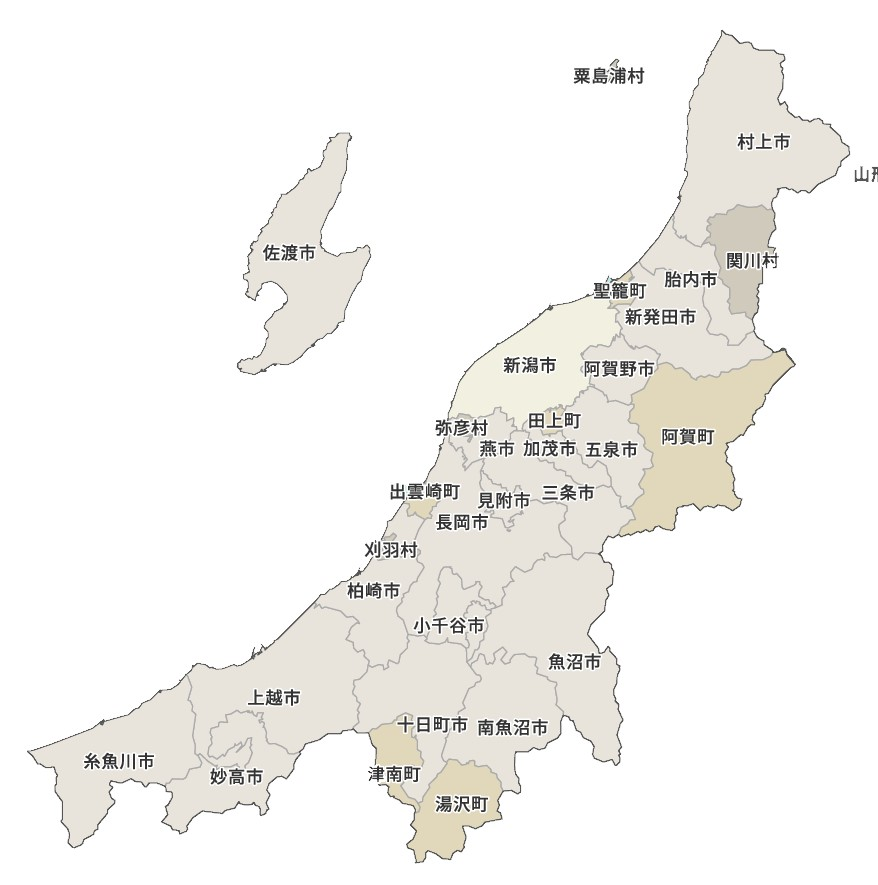 粟島浦村
村上市
山形
佐渡市
関川村
胎内市
聖籠町
新発田市
新潟市
阿賀野市
田上町
弥彦村
阿賀町
燕市
加茂市
五泉市
出雲崎町
三条市
見附市
長岡市
刈羽村
柏崎市
小千谷市
魚沼市
上越市
十日町市
南魚沼市
糸魚川市
津南町
妙高市
湯沢町